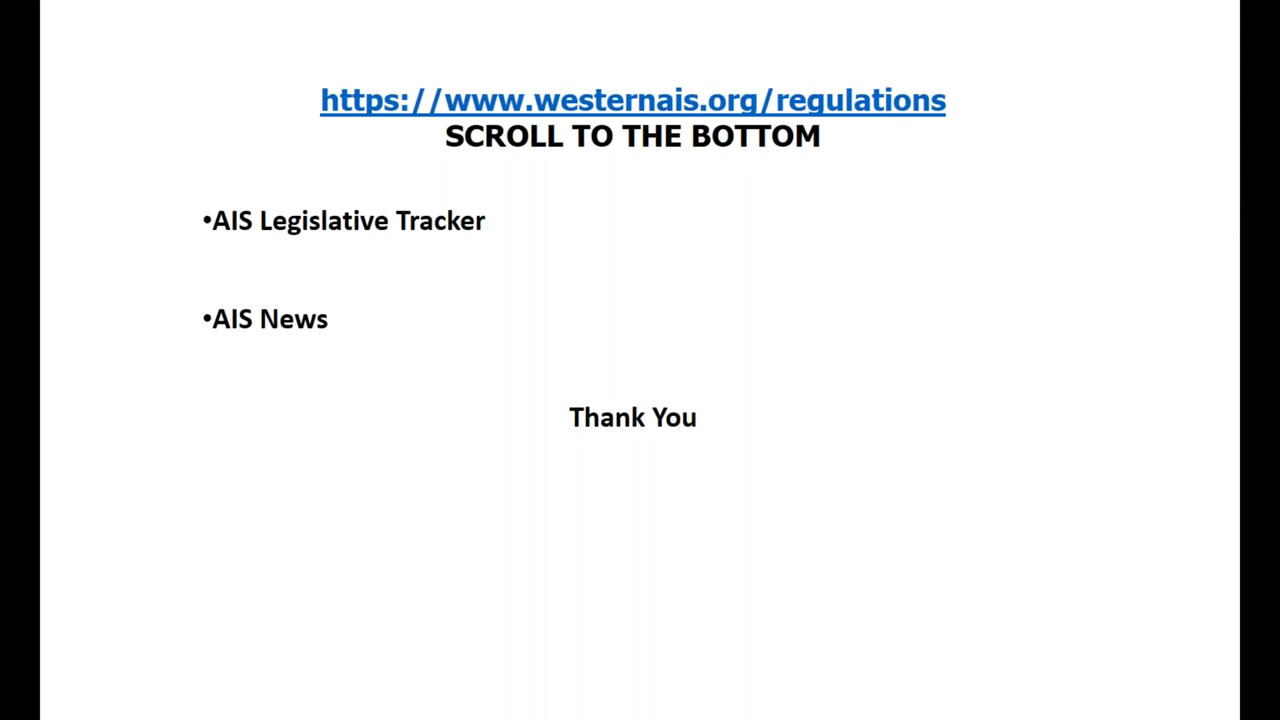 https://www.westernais.org/regulations
SCROLL TO THE BOTTOM
•AIS Legislative Tracker
•AIS News
Thank You